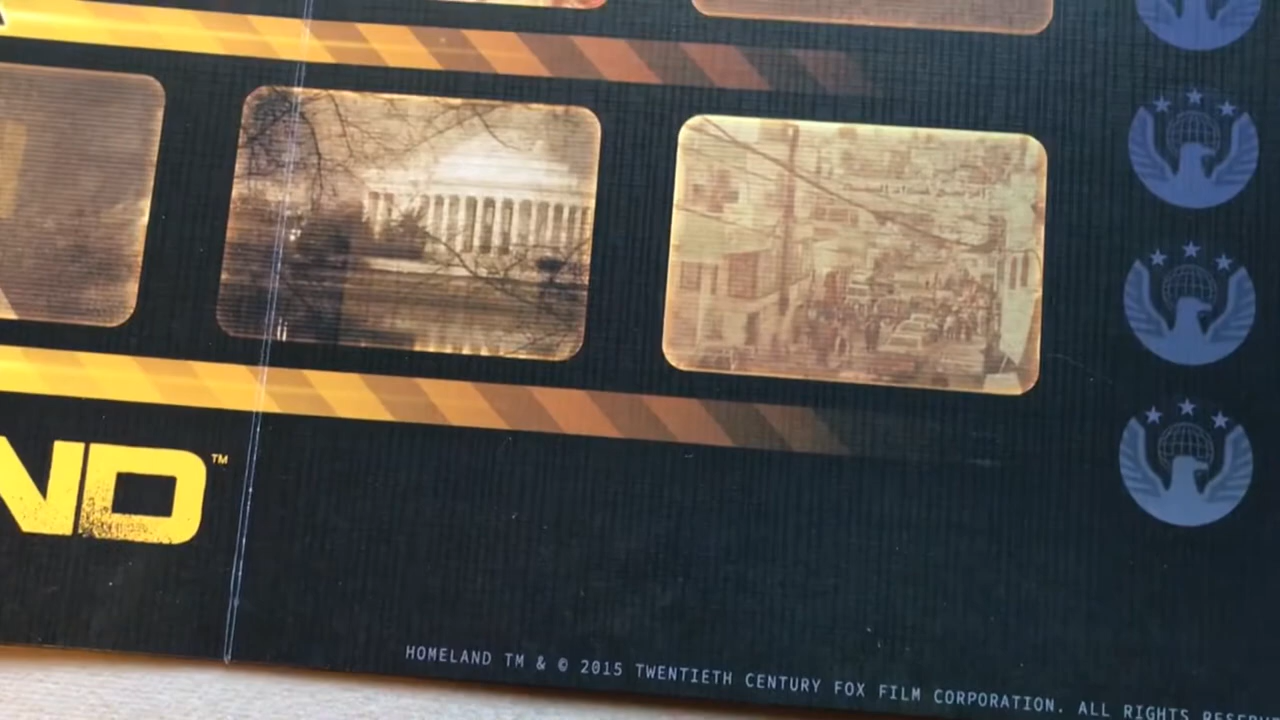 ND™
HOMELAND TM & © 2015 TWENTIETH CENTURY FOX FILM CORPORATION. ALL RIGHTS